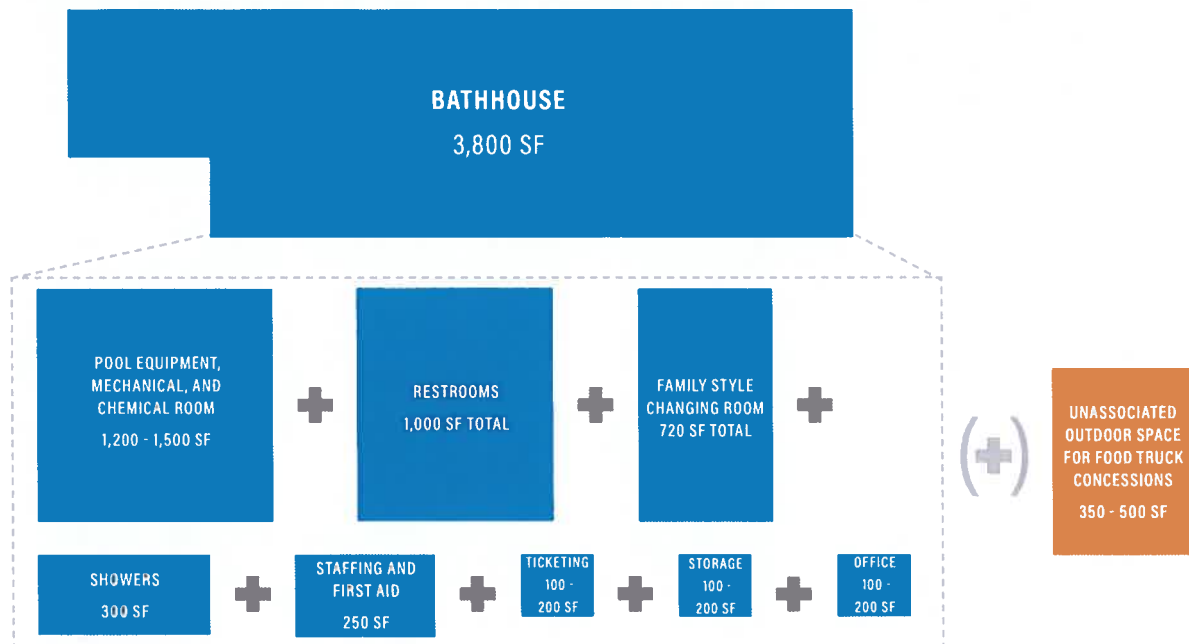 BATHHOUSE
3,800 SF
POOL EQUIPMENT,
MECHANICAL, AND
CHEMICAL ROOM
1,200 - 1,500 SF
RESTROOMS
1,000 SF TOTAL
FAMILY STYLE
CHANGING ROOM
720 SF TOTAL
UNASSOCIATED
OUTDOOR SPACE
FOR FOOD TRUCK
CONCESSIONS
350 - 500 SF
SHOWERS
300 SF
STAFFING AND
FIRST AID
250 SF
TICKETING
100 -
200 SF
STORAGE
100 -
200 SF
OFFICE
100 -
200 SF